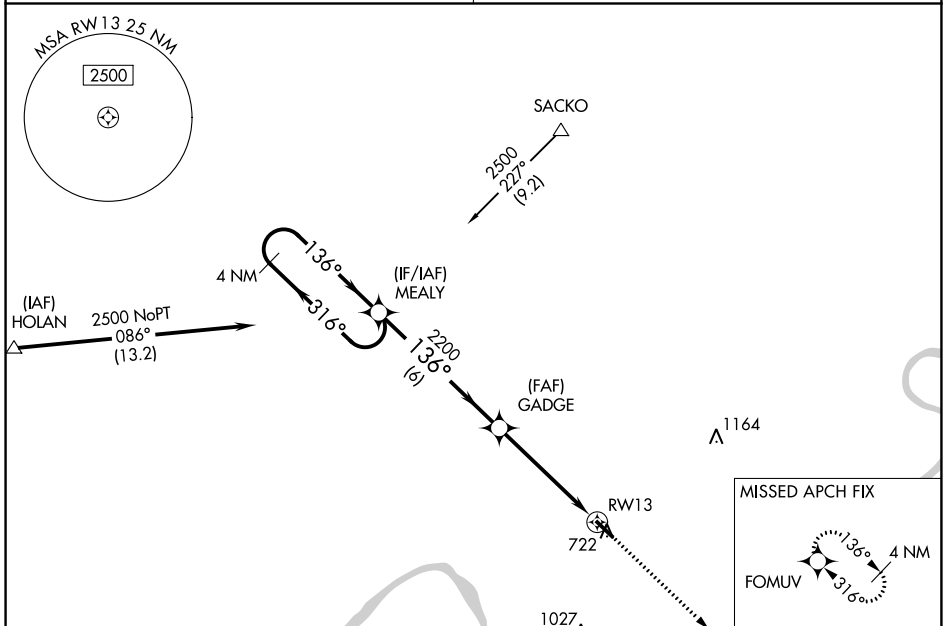 MSA RW13 25 NM
2500
SACKO
2500
227°
(9.2)
136°
4 NM
316°
(IF/IAF)
MEALY
(IAF)
HOLAN
2500 NoPT
086°
(13.2)
2200
136°
(6)
(FAF)
GADGE
1164
RW13
722
MISSED APCH FIX
136°
4 NM
FOMUV
316°
1027